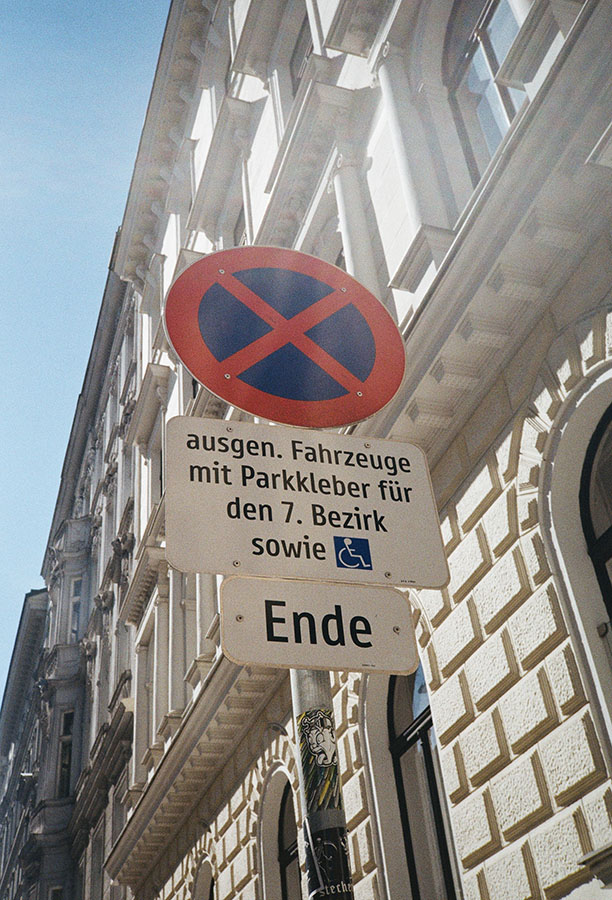 ausgen. Fahrzeuge
mit Parkkleber für
den 7. Bezirk
sowie
Ende